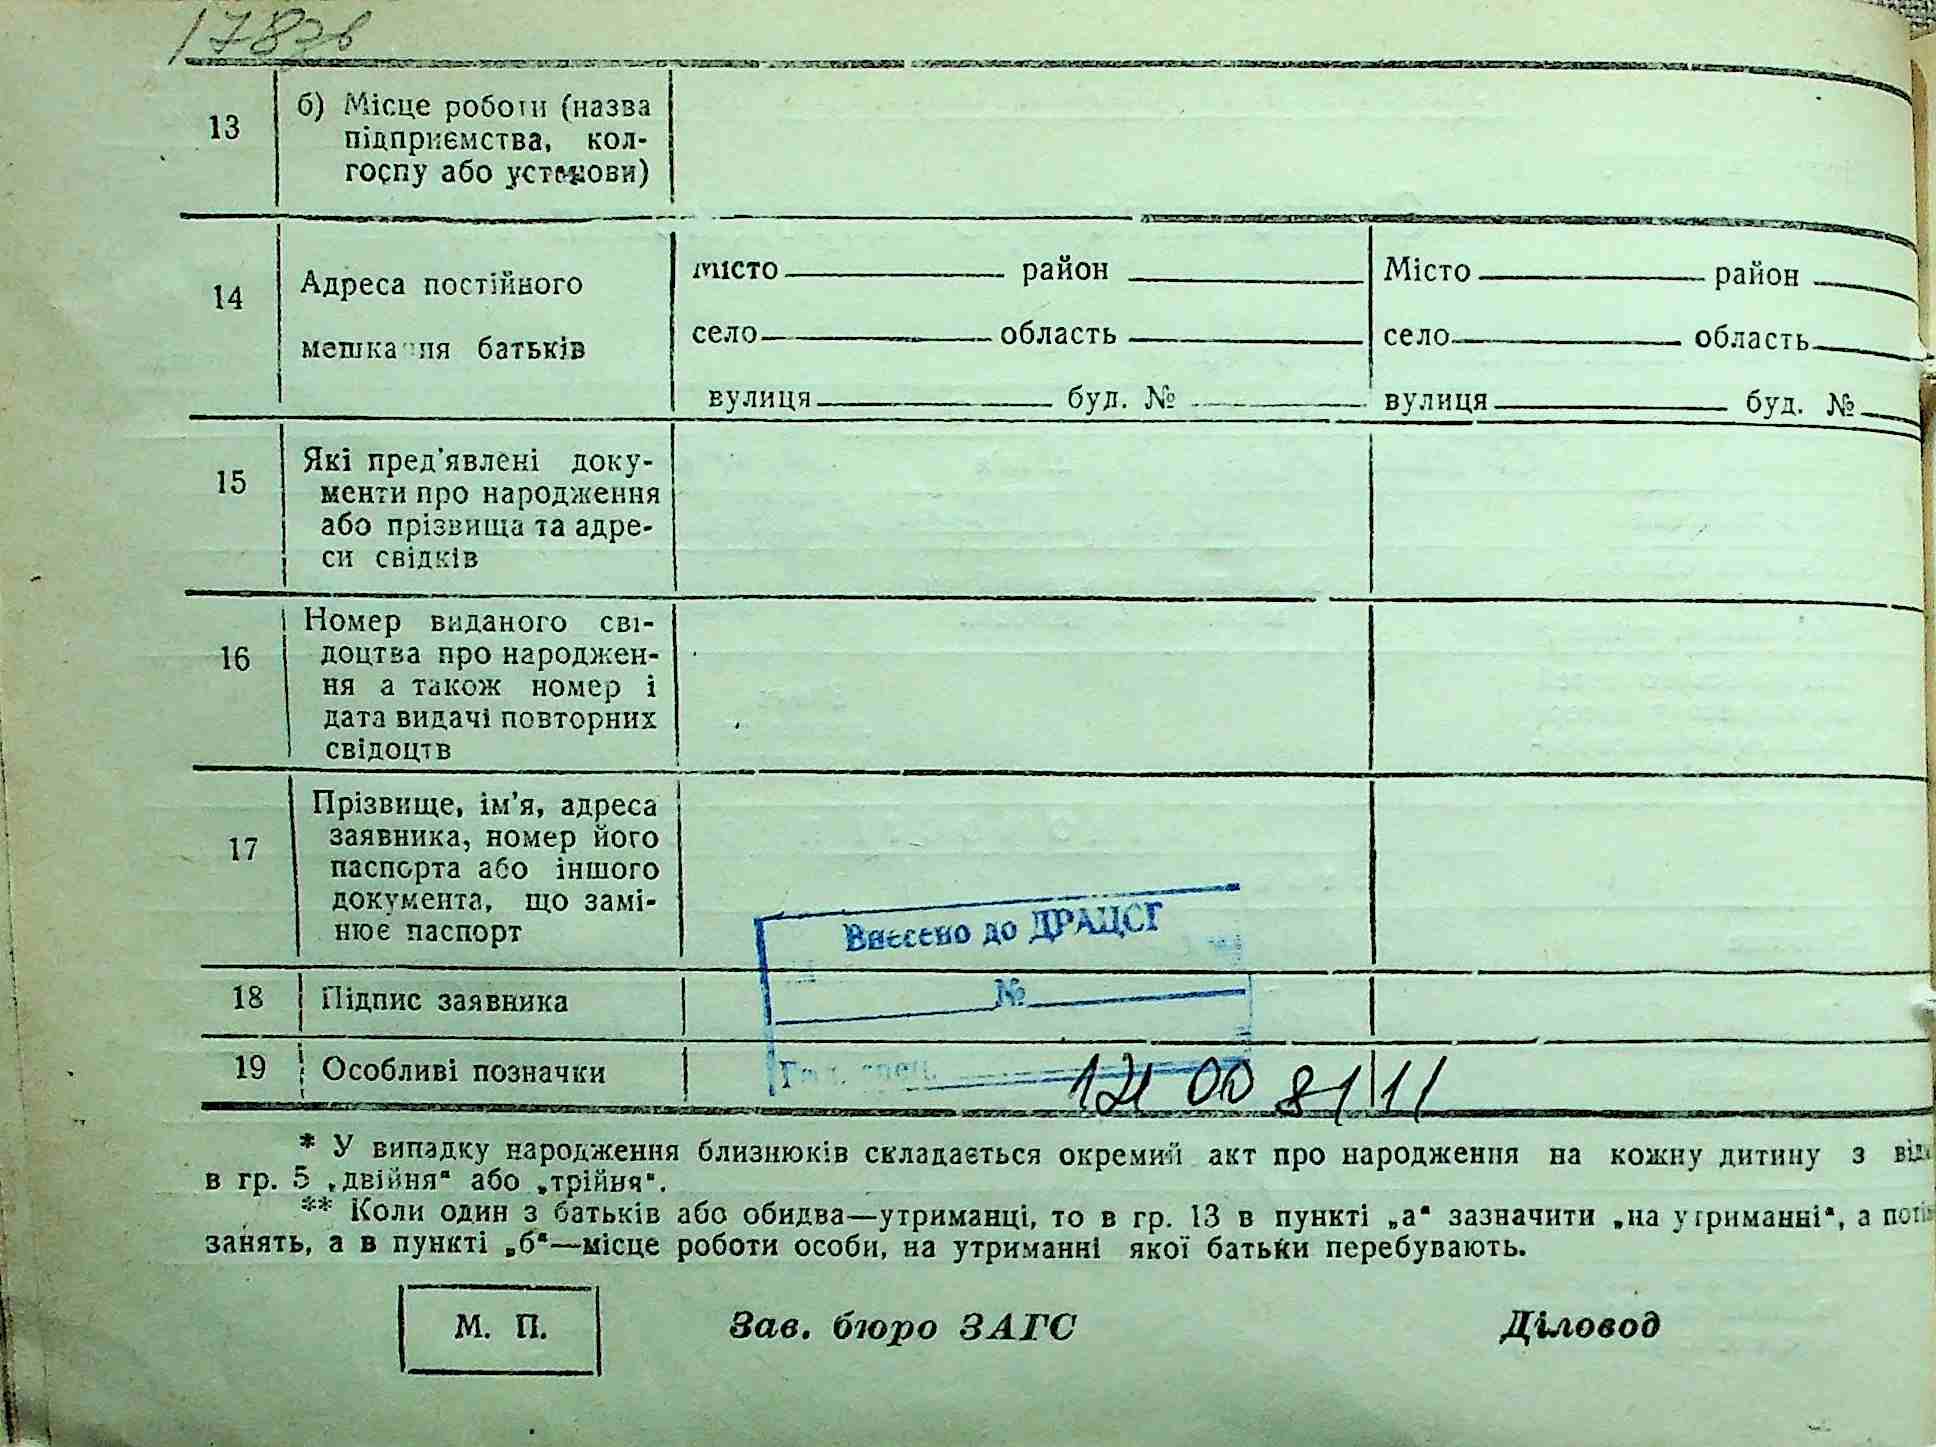 178зв
13
б) Місце роботи (назва
підприємства, кол-
госпу або установи)
14
Адреса постійного
мешкання батьків
місто район
село область
вулиця буд. №
Місто район
село область
вулиця буд. №
15
Які пред'явлені доку-
менти про народження
або прізвища та адре-
си свідків
16
Номер виданого сві-
доцтва про народжен-
ня а також номер і
дата видачі повторних
свідоцтв
17
Прізвище, ім'я, адреса
заявника, номер його
паспорта або іншого
документа, що замі-
нює паспорт
Внесено до ДРАЦСГ
№
18
Підпис заявника
19
Особливі позначки
121 00 81 11
* У випадку народження близнюків складається окремий акт про народження на кожну дитину з від
в гр. 5 „двійня“ або „трійня“.
** Коли один з батьків або обидва—утриманці, то в гр. 13 в пункті „а“ зазначити „на утриманні“, а поті
занять, а в пункті „б“—місце роботи особи, на утриманні якої батьки перебувають.
М. П.
Зав. бюро ЗАГС
Діловод